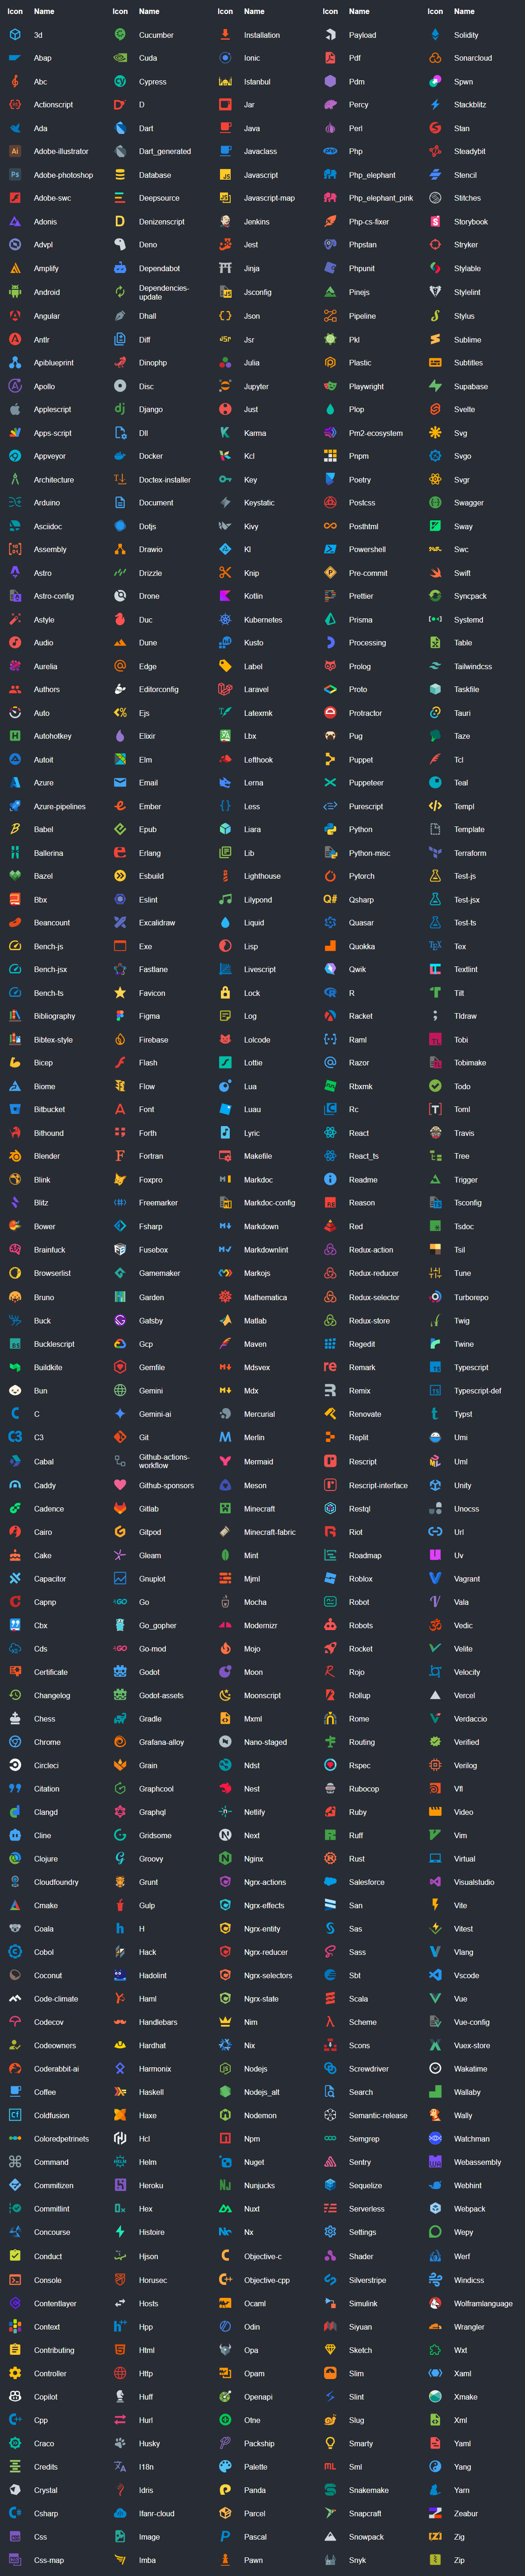 Icon Name
3d
Abap
Abc
Actionscript
Ada
Adobe-illustrator
Adobe-photoshop
Adobe-swc
Adonis
Advpl
Amplify
Android
Angular
Antlr
Apiblueprint
Apollo
Applescript
Apps-script
Appveyor
Architecture
Arduino
Asciidoc
Assembly
Astro
Astro-config
Astyle
Audio
Aurelia
Authors
Auto
Autohotkey
Autoit
Azure
Azure-pipelines
Babel
Ballerina
Bazel
Bbx
Beancount
Bench-js
Bench-jsx
Bench-ts
Bibliography
Bibtex-style
Bicep
Biome
Bitbucket
Bithound
Blender
Blink
Blitz
Bower
Brainfuck
Browserlist
Bruno
Buck
Bucklescript
Buildkite
Bun
C
C3
Cabal
Caddy
Cadence
Cairo
Cake
Capacitor
Capnp
Cbx
Cds
Certificate
Changelog
Chess
Chrome
Circleci
Citation
Clangd
Cline
Clojure
Cloudfoundry
Cmake
Coala
Cobol
Coconut
Code-climate
Codecov
Codeowners
Coderabbit-ai
Coffee
Coldfusion
Coloredpetrinets
Command
Commitizen
Commitlint
Concourse
Conduct
Console
Contentlayer
Context
Contributing
Controller
Copilot
Cpp
Craco
Credits
Crystal
Csharp
Css
Css-map
Icon Name
Cucumber
Cuda
Cypress
D
Dart
Dart_generated
Database
Deepsource
Denizenscript
Deno
Dependabot
Dependencies-
update
Dhall
Diff
Dinophp
Disc
Django
Dll
Docker
Doctex-installer
Document
Dotjs
Drawio
Drizzle
Drone
Duc
Dune
Edge
Editorconfig
Ejs
Elixir
Elm
Email
Ember
Epub
Erlang
Esbuild
Eslint
Excalidraw
Exe
Fastlane
Favicon
Figma
Firebase
Flash
Flow
Font
Forth
Fortran
Foxpro
Freemarker
Fsharp
Fusebox
Gamemaker
Garden
Gatsby
Gcp
Gemfile
Gemini
Gemini-ai
Git
Github-actions-
workflow
Github-sponsors
Gitlab
Gitpod
Gleam
Gnuplot
Go
Go_gopher
Go-mod
Godot
Godot-assets
Gradle
Grafana-alloy
Grain
Graphcool
Graphql
Gridsome
Groovy
Grunt
Gulp
H
Hack
Hadolint
Haml
Handlebars
Hardhat
Harmonix
Haskell
Haxe
Hcl
Helm
Heroku
Hex
Histoire
Hjson
Horusec
Hosts
Hpp
Html
Http
Huff
Hurl
Husky
I18n
Idris
Ifanr-cloud
Image
Imba
Icon Name
Installation
Ionic
Istanbul
Jar
Java
Javaclass
Javascript
Javascript-map
Jenkins
Jest
Jinja
Jsconfig
Json
Jsr
Julia
Jupyter
Just
Karma
Kcl
Key
Keystatic
Kivy
Kl
Knip
Kotlin
Kubernetes
Kusto
Label
Laravel
Latexmk
Lbx
Lefthook
Lerna
Less
Liara
Lib
Lighthouse
Lilypond
Liquid
Lisp
Livescript
Lock
Log
Lolcode
Lottie
Lua
Luau
Lyric
Makefile
Markdoc
Markdoc-config
Markdown
Markdownlint
Markojs
Mathematica
Matlab
Maven
Mdsvex
Mdx
Mercurial
Merlin
Mermaid
Meson
Minecraft
Minecraft-fabric
Mint
Mjml
Mocha
Modernizr
Mojo
Moon
Moonscript
Mxml
Nano-staged
Ndst
Nest
Netlify
Next
Nginx
Ngrx-actions
Ngrx-effects
Ngrx-entity
Ngrx-reducer
Ngrx-selectors
Ngrx-state
Nim
Nix
Nodejs
Nodejs_alt
Nodemon
Npm
Nuget
Nunjucks
Nuxt
Nx
Objective-c
Objective-cpp
Ocaml
Odin
Opa
Opam
Openapi
Otne
Packship
Palette
Panda
Parcel
Pascal
Pawn
Icon Name
Payload
Pdf
Pdm
Percy
Perl
Php
Php_elephant
Php_elephant_pink
Php-cs-fixer
Phpstan
Phpunit
Pinejs
Pipeline
Pkl
Plastic
Playwright
Plop
Pm2-ecosystem
Pnpm
Poetry
Postcss
Posthtml
Powershell
Pre-commit
Prettier
Prisma
Processing
Prolog
Proto
Protractor
Pug
Puppet
Puppeteer
Purescript
Python
Python-misc
Pytorch
Qsharp
Quasar
Quokka
Qwik
R
Racket
Raml
Razor
Rbxmk
Rc
React
React_ts
Readme
Reason
Red
Redux-action
Redux-reducer
Redux-selector
Redux-store
Regedit
Remark
Remix
Renovate
Replit
Rescript
Rescript-interface
Restql
Riot
Roadmap
Roblox
Robot
Robots
Rocket
Rojo
Rollup
Rome
Routing
Rspec
Rubocop
Ruby
Ruff
Rust
Salesforce
San
Sas
Sass
Sbt
Scala
Scheme
Scons
Screwdriver
Search
Semantic-release
Semgrep
Sentry
Sequelize
Serverless
Settings
Shader
Silverstripe
Simulink
Siyuan
Sketch
Slim
Slint
Slug
Smarty
Sml
Snakemake
Snapcraft
Snowpack
Snyk
Icon Name
Solidity
Sonarcloud
Spwn
Stackblitz
Stan
Steadybit
Stencil
Stitches
Storybook
Stryker
Stylable
Stylelint
Stylus
Sublime
Subtitles
Supabase
Svelte
Svg
Svgo
Svgr
Swagger
Sway
Swc
Swift
Syncpack
Systemd
Table
Tailwindcss
Taskfile
Tauri
Taze
Tcl
Teal
Templ
Template
Terraform
Test-js
Test-jsx
Test-ts
Tex
Textlint
Tilt
Tldraw
Tobi
Tobimake
Todo
Toml
Travis
Tree
Trigger
Tsconfig
Tsdoc
Tsil
Tune
Turborepo
Twig
Twine
Typescript
Typescript-def
Typst
Umi
Uml
Unity
Unocss
Url
Uv
Vagrant
Vala
Vedic
Velite
Velocity
Vercel
Verdaccio
Verified
Verilog
Vfl
Video
Vim
Virtual
Visualstudio
Vite
Vitest
Vlang
Vscode
Vue
Vue-config
Vuex-store
Wakatime
Wallaby
Wally
Watchman
Webassembly
Webhint
Webpack
Wepy
Werf
Windicss
Wolframlanguage
Wrangler
Wxt
Xaml
Xmake
Xml
Yaml
Yang
Yarn
Zeabur
Zig
Zip